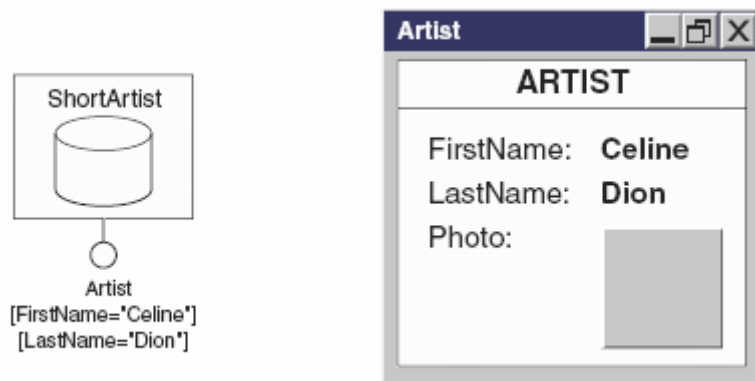 ShortArtist
Artist
[FirstName="Celine"]
[LastName="Dion"]
Artist
ARTIST
FirstName: Celine
LastName: Dion
Photo: